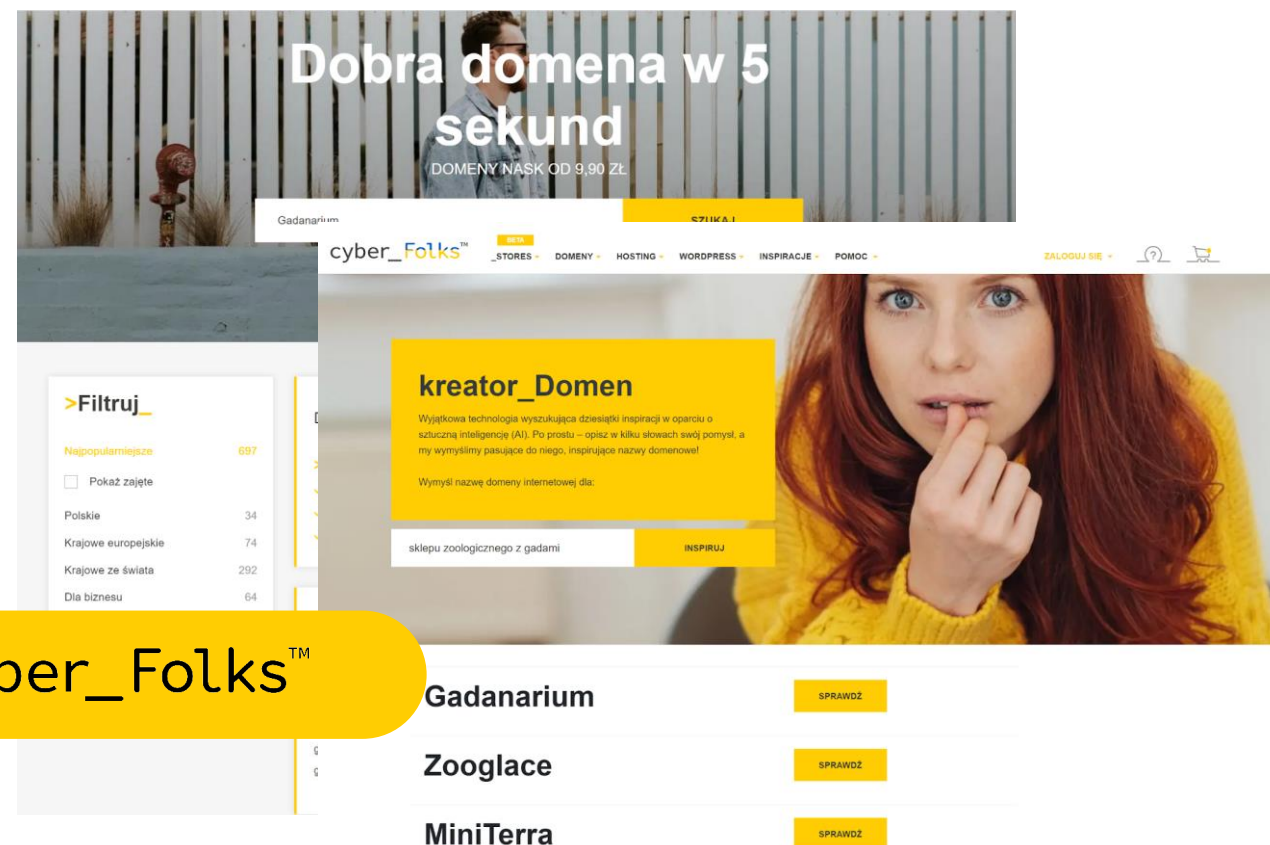 Dobra domena w 5
sekund
DOMENY NASK OD 9,90 ZŁ
Gadanarium
SZUKAJ
cyber_Folks™
BETA
_STORES
DOMENY
HOSTING
WORDPRESS
INSPIRACJE
POMOC
ZALOGUJ SIĘ
kreator_Domen
Wyjątkowa technologia wyszukująca dziesiątki inspiracji w oparciu o
sztuczną inteligencję (AI). Po prostu – opisz w kilku słowach swój pomysł, a
my wymyślimy pasujące do niego, inspirujące nazwy domenowe!
Wymyśl nazwę domeny internetowej dla:
sklepu zoologicznego z gadami
INSPIRUJ
>Filtruj_
Najpopularniejsze 697
Pokaż zajęte
Polskie 34
Krajowe europejskie 74
Krajowe ze świata 292
Dla biznesu 64
ber_Folks™
Gadanarium
SPRAWDŹ
Zooglace
SPRAWDŹ
MiniTerra
SPRAWDŹ